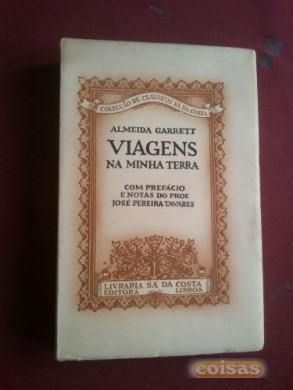 COLECÇÃO DE CLÁSSICOS SÁ DA COSTA
ALMEIDA GARRETT
VIAGENS
NA MINHA TERRA
COM PREFÁCIO
E NOTAS DO PROF.
JOSÉ PEREIRA TAVARES
LIVRARIA SÁ DA COSTA
EDITORA LISBOA
coisas